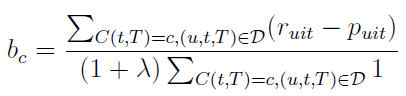 $b_c = \frac{\sum_{C(t,T)=c,(u,t,T)\in\mathcal{D}}(r_{uit} - p_{uit})}{(1+\lambda)\sum_{C(t,T)=c,(u,t,T)\in\mathcal{D}} 1}$